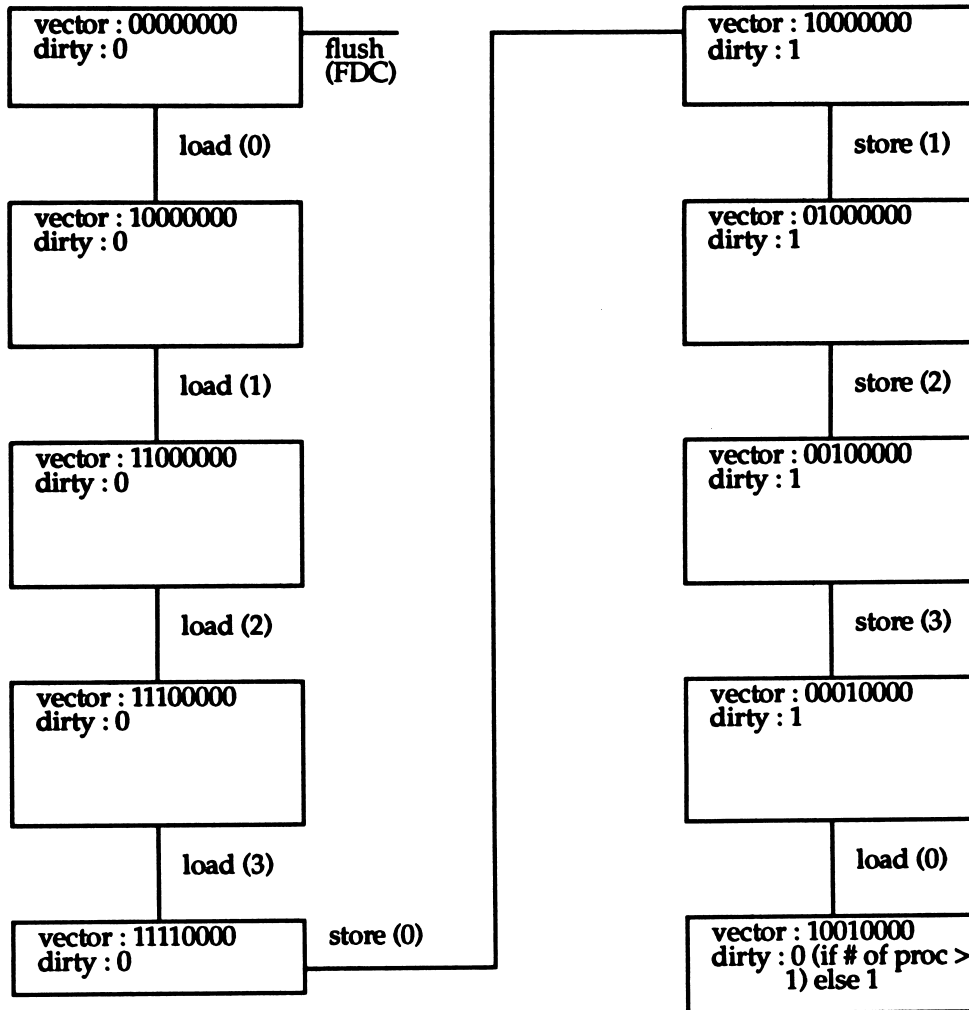 vector : 00000000
dirty : 0
flush
(FDC)
load (0)
vector : 10000000
dirty : 0
load (1)
vector : 11000000
dirty : 0
load (2)
vector : 11100000
dirty : 0
load (3)
vector : 11110000
dirty : 0
store (0)
vector : 10000000
dirty : 1
store (1)
vector : 01000000
dirty : 1
store (2)
vector : 00100000
dirty : 1
store (3)
vector : 00010000
dirty : 1
load (0)
vector : 10010000
dirty : 0 (if # of proc >
1) else 1